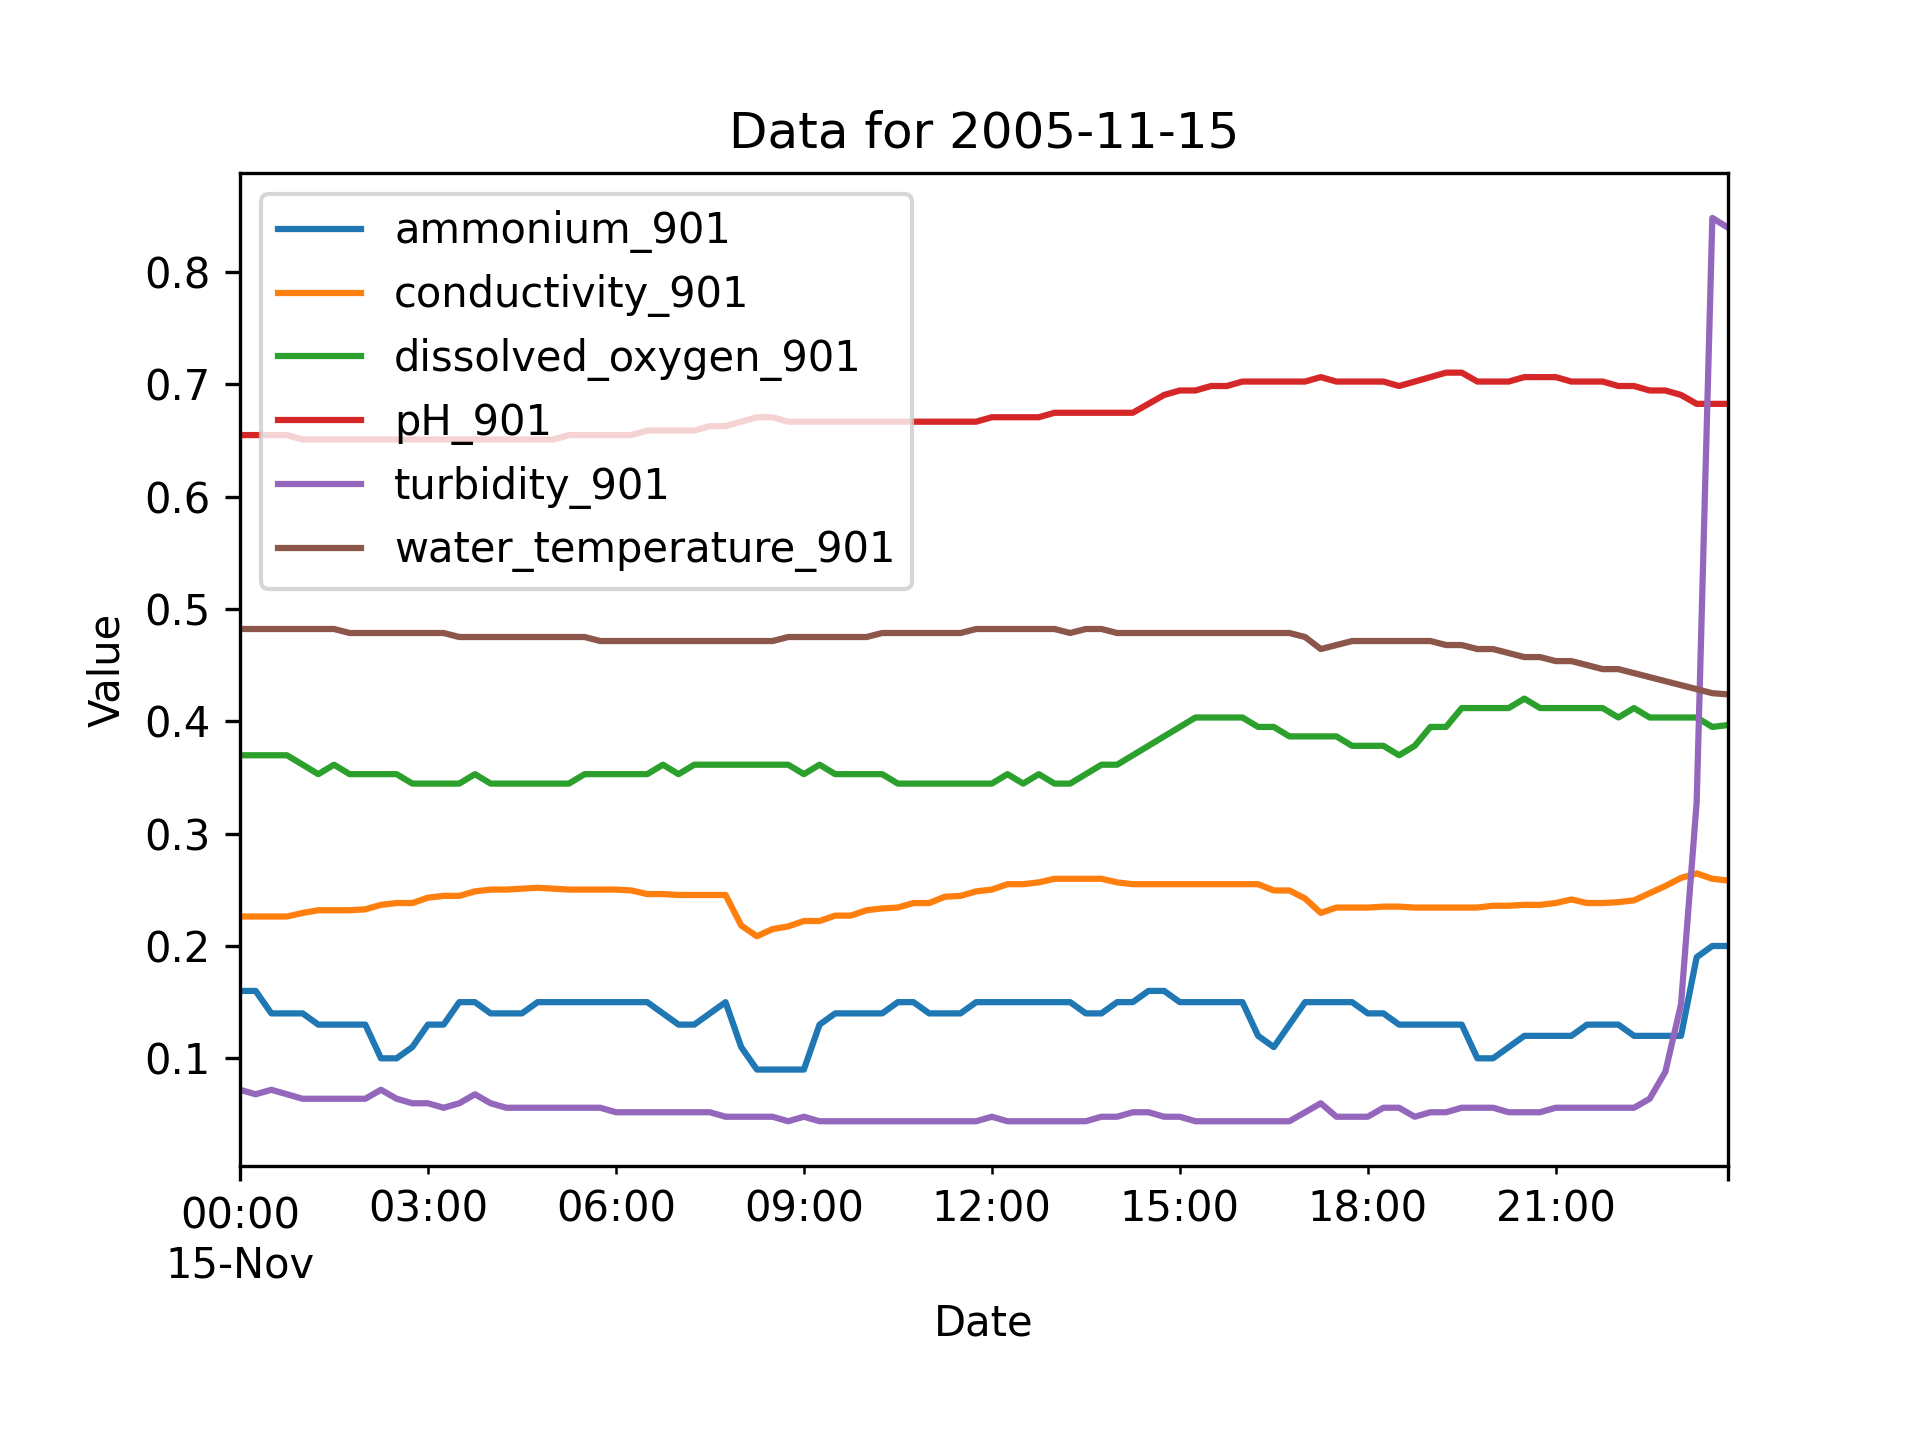 Data for 2005-11-15
ammonium_901
conductivity_901
dissolved_oxygen_901
pH_901
turbidity_901
water_temperature_901
0.8
0.7
0.6
0.5
0.4
0.3
0.2
0.1
Value
00:00 03:00 06:00 09:00 12:00 15:00 18:00 21:00
15-Nov
Date